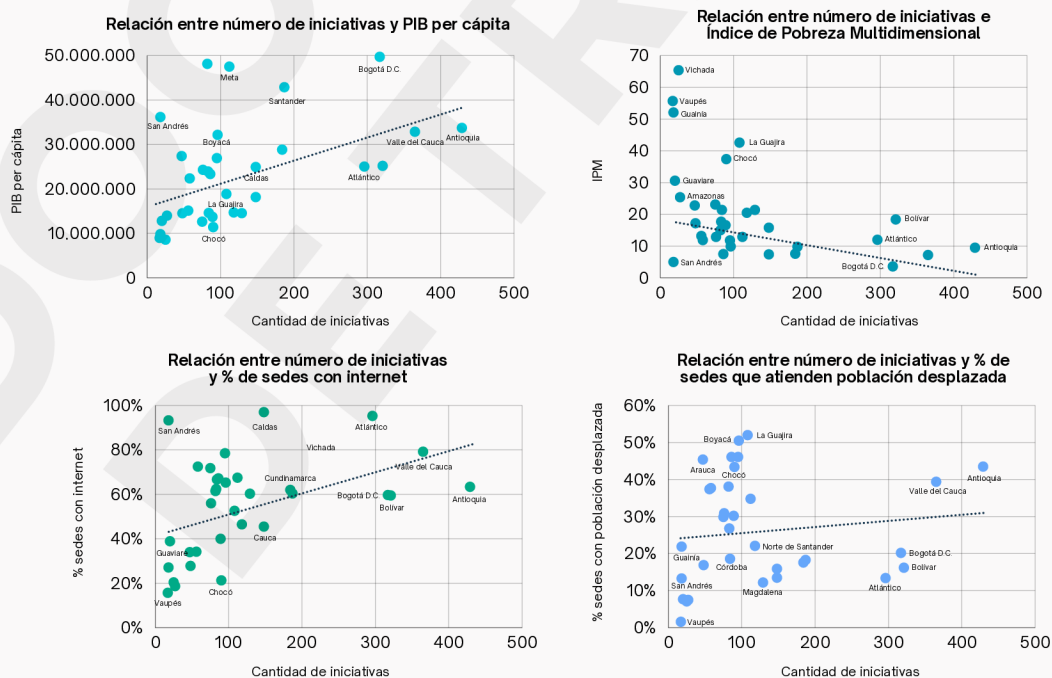 Relación entre número de iniciativas y PIB per cápita
50.000.000
40.000.000
30.000.000
20.000.000
10.000.000
0
PIB per cápita
Meta
Bogotá D.C.
Santander
San Andrés
Boyacá
Valle del Cauca
Antioquia
Caldas
Atlántico
La Guajira
Chocó
0 100 200 300 400 500
Cantidad de iniciativas
Relación entre número de iniciativas e
Índice de Pobreza Multidimensional
70
60
50
40
30
20
10
0
IPM
Vichada
Vaupés
Guainía
La Guajira
Chocó
Guaviare
Amazonas
Bolívar
Atlántico
Antioquia
San Andrés
Bogotá D.C.
0 100 200 300 400 500
Cantidad de iniciativas
Relación entre número de iniciativas
y % de sedes con internet
100%
80%
60%
40%
20%
0%
% sedes con internet
San Andrés
Caldas
Atlántico
Vichada
Valle del Cauca
Cundinamarca
Bogotá D.C.
Bolívar
Antioquia
Cauca
Guaviare
Chocó
Vaupés
0 100 200 300 400 500
Cantidad de iniciativas
Relación entre número de iniciativas y % de
sedes que atienden población desplazada
60%
50%
40%
30%
20%
10%
0%
% sedes con población desplazada
Boyacá
La Guajira
Arauca
Chocó
Antioquia
Valle del Cauca
Norte de Santander
Guainía
Córdoba
Bogotá D.C.
Bolívar
San Andrés
Magdalena
Atlántico
Vaupés
0 100 200 300 400 500
Cantidad de iniciativas